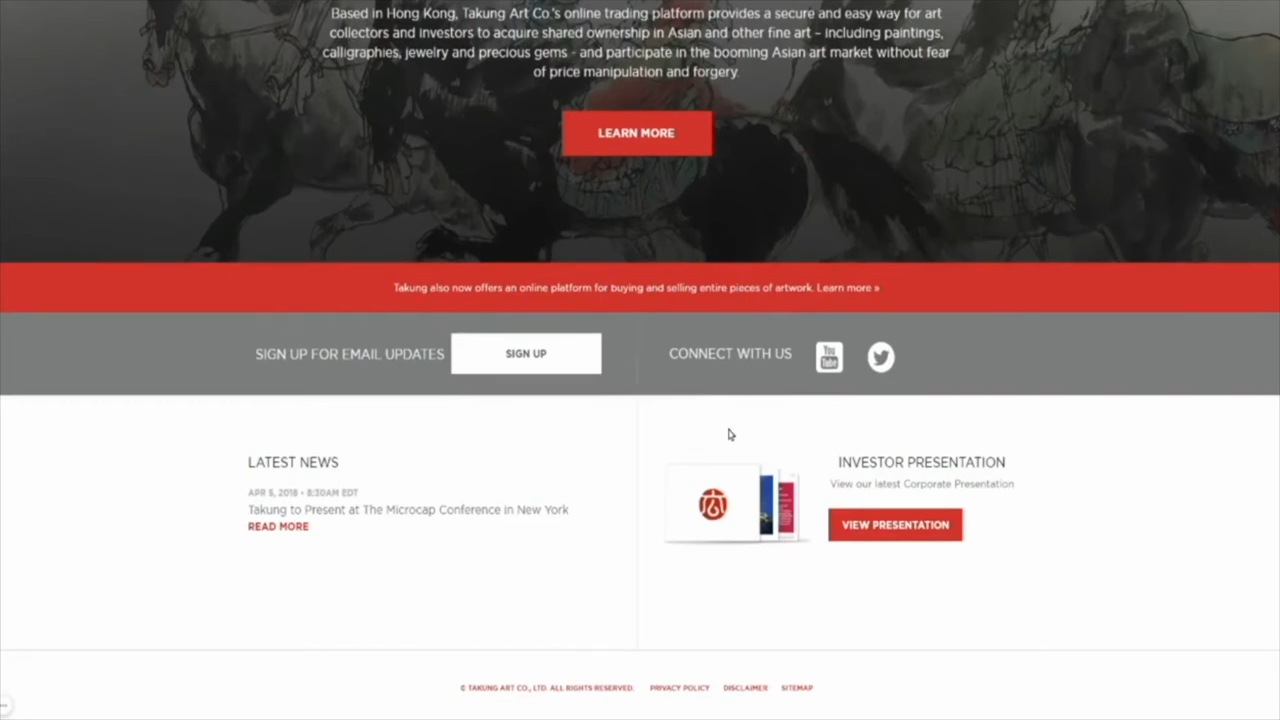 Based in Hong Kong, Takung Art Co.'s online trading platform provides a secure and easy way for art
collectors and investors to acquire shared ownership in Asian and other fine art – including paintings,
calligraphies, jewelry and precious gems - and participate in the booming Asian art market without fear
of price manipulation and forgery.
LEARN MORE
Takung also now offers an online platform for buying and selling entire pieces of artwork. Learn more »
SIGN UP FOR EMAIL UPDATES
SIGN UP
CONNECT WITH US
You
Tube
LATEST NEWS
APR 5, 2018 • 8:30AM EDT
Takung to Present at The Microcap Conference in New York
READ MORE
INVESTOR PRESENTATION
View our latest Corporate Presentation
VIEW PRESENTATION
© TAKUNG ART CO., LTD. ALL RIGHTS RESERVED. PRIVACY POLICY DISCLAIMER SITEMAP